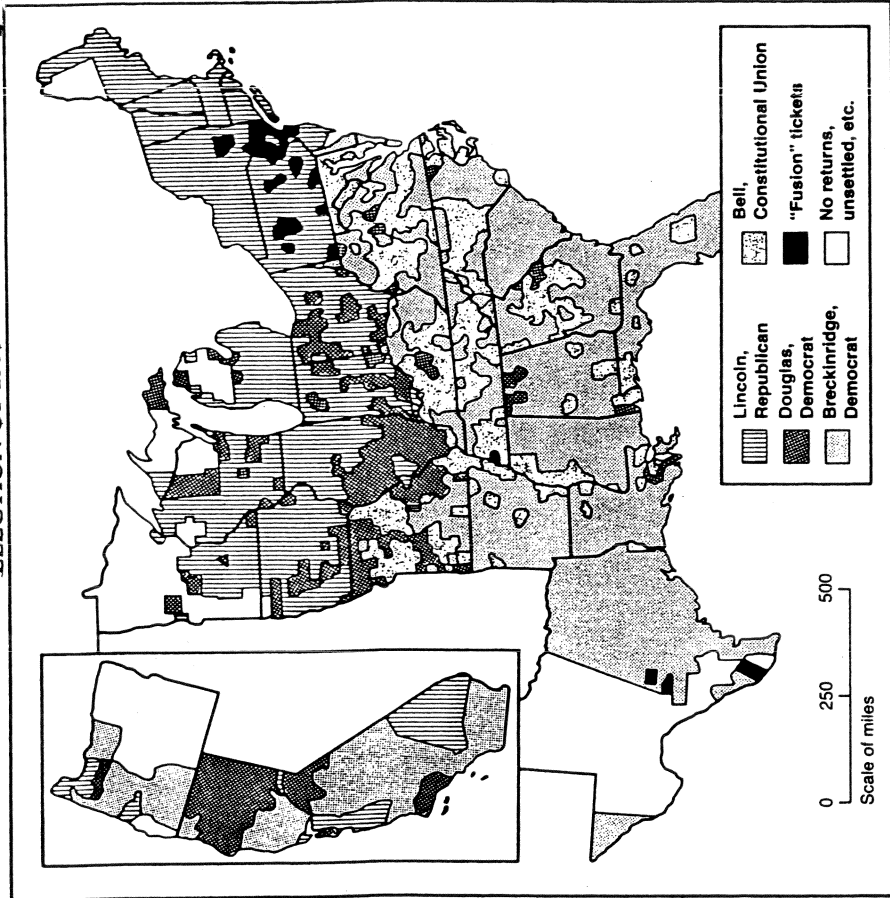 Lincoln,
Republican
Douglas,
Democrat
Breckinridge,
Democrat
Bell,
Constitutional Union
"Fusion" tickets
No returns,
unsettled, etc.
0 250 500
Scale of miles